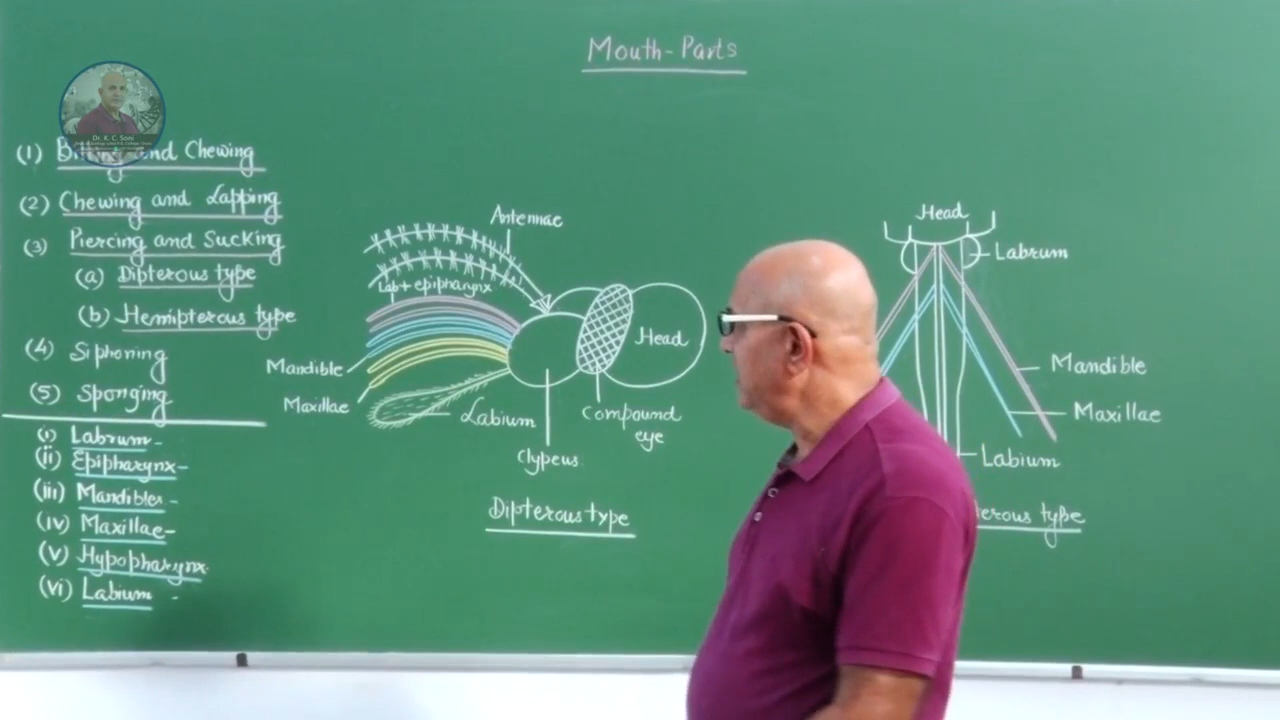 Mouth-Parts
Dr. K. C. Soni
(1) Biting and Chewing
(2) Chewing and Lapping
(3) Piercing and Sucking
(a) Dipterous type
(b) Hemipterous type
(4) Siphoning
(5) Sponging
(i) Labrum-
(ii) Epipharynx-
(iii) Mandibles -
(iv) Maxillae-
(v) Hypopharynx-
(vi) Labium -
Antennae
Lab + epipharynx
Mandible
Maxillae
Labium
Clypeus
Compound
eye
Head
Dipterous type
Head
Labrum
Mandible
Maxillae
Labium
terous type